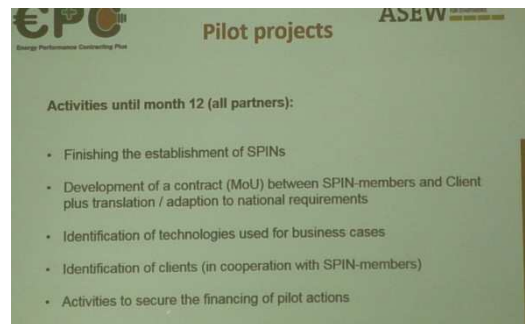 €PC
Energy Performance Contracting Plus
ASEW
Pilot projects
Activities until month 12 (all partners):
• Finishing the establishment of SPINs
• Development of a contract (MoU) between SPIN-members and Client
plus translation / adaption to national requirements
• Identification of technologies used for business cases
• Identification of clients (in cooperation with SPIN-members)
• Activities to secure the financing of pilot actions